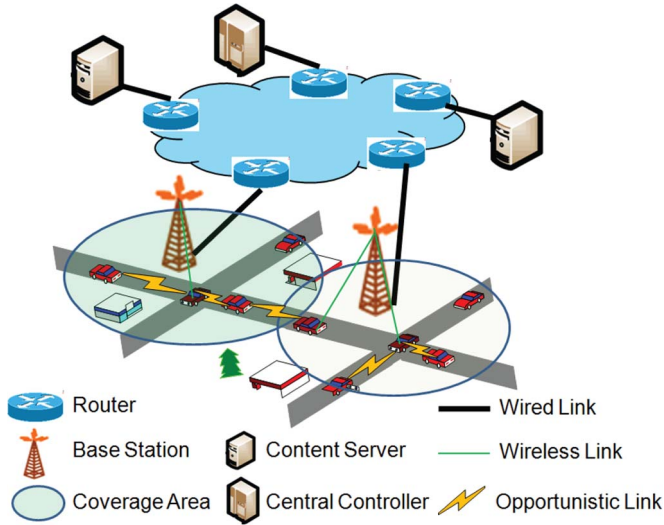 Router
Wired Link
Base Station
Content Server
Wireless Link
Coverage Area
Central Controller
Opportunistic Link